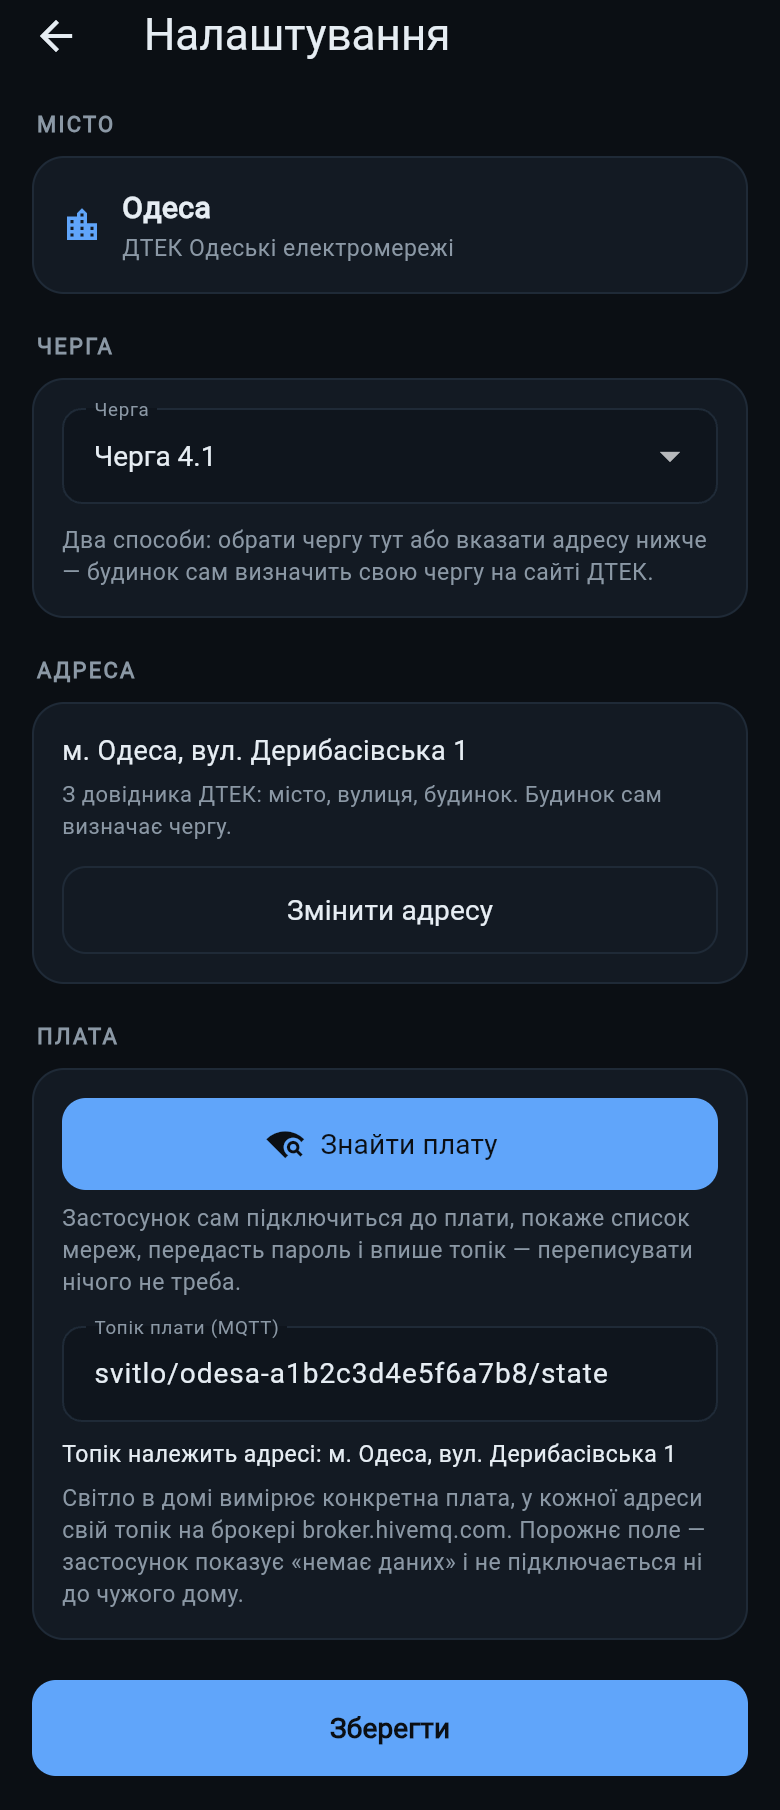 Налаштування
МІСТО
Одеса
ДТЕК Одеські електромережі
ЧЕРГА
Черга
Черга 4.1
Два способи: обрати чергу тут або вказати адресу нижче
— будинок сам визначить свою чергу на сайті ДТЕК.
АДРЕСА
м. Одеса, вул. Дерибасівська 1
З довідника ДТЕК: місто, вулиця, будинок. Будинок сам
визначає чергу.
Змінити адресу
ПЛАТА
Знайти плату
Застосунок сам підключиться до плати, покаже список
мереж, передасть пароль і впише топік — переписувати
нічого не треба.
Топік плати (MQTT)
svitlo/odesa-a1b2c3d4e5f6a7b8/state
Топік належить адресі: м. Одеса, вул. Дерибасівська 1
Світло в домі вимірює конкретна плата, у кожної адреси
свій топік на брокері broker.hivemq.com. Порожнє поле —
застосунок показує «немає даних» і не підключається ні
до чужого дому.
Зберегти